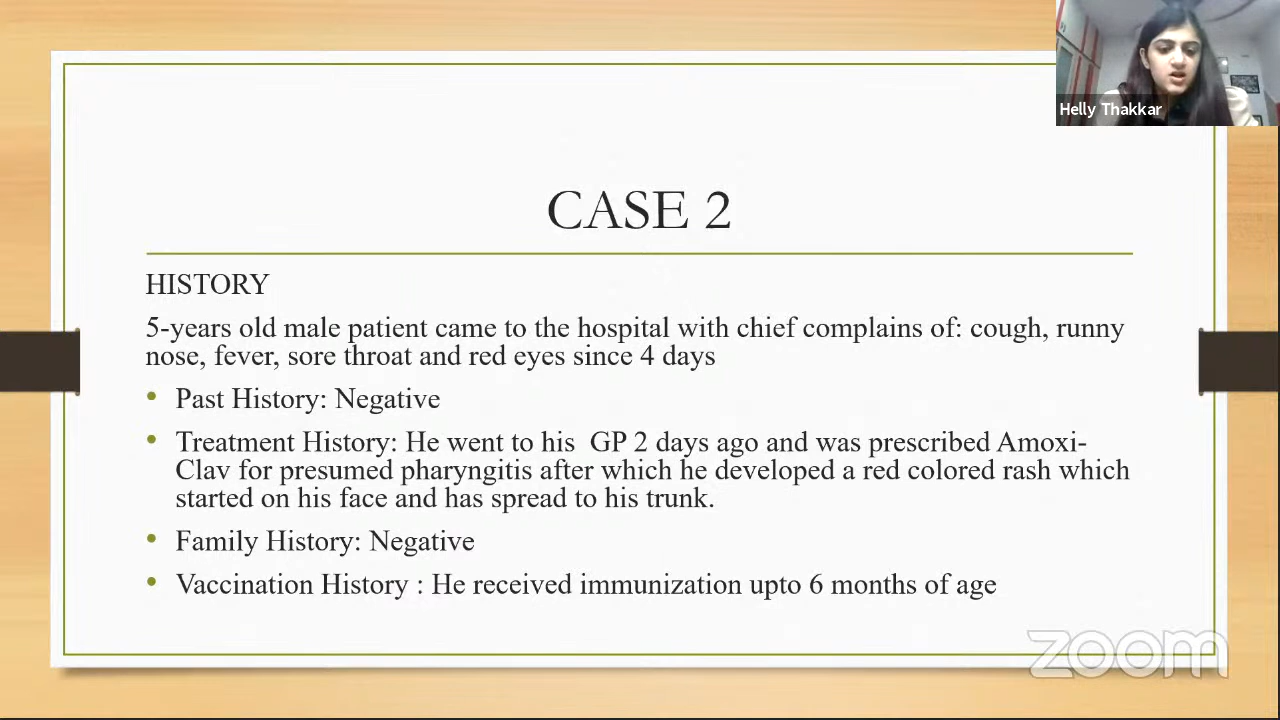 Helly Thakkar
CASE 2
HISTORY
5-years old male patient came to the hospital with chief complains of: cough, runny
nose, fever, sore throat and red eyes since 4 days
• Past History: Negative
• Treatment History: He went to his  GP 2 days ago and was prescribed Amoxi-
Clav for presumed pharyngitis after which he developed a red colored rash which
started on his face and has spread to his trunk.
• Family History: Negative
• Vaccination History : He received immunization upto 6 months of age
zoom